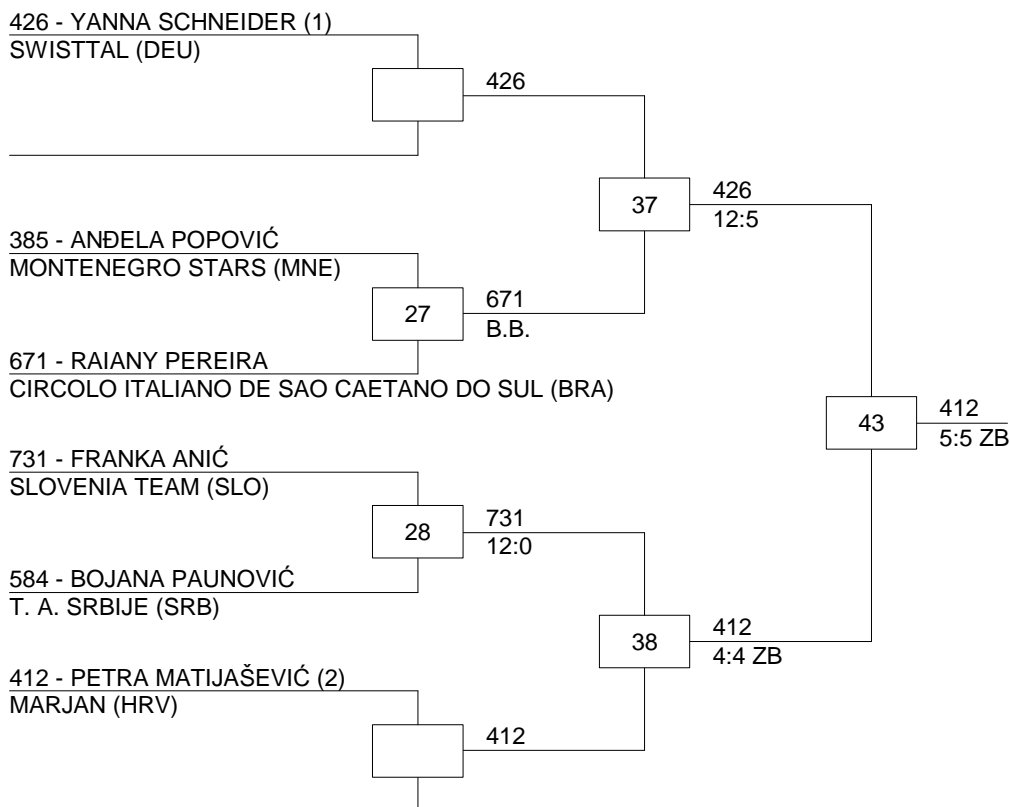 426 - YANNA SCHNEIDER (1)
SWISTTAL (DEU)
426
37
426
12:5
385 - ANĐELA POPOVIĆ
MONTENEGRO STARS (MNE)
27
671
B.B.
671 - RAIANY PEREIRA
CIRCOLO ITALIANO DE SAO CAETANO DO SUL (BRA)
43
412
5:5 ZB
731 - FRANKA ANIĆ
SLOVENIA TEAM (SLO)
28
731
12:0
584 - BOJANA PAUNOVIĆ
T. A. SRBIJE (SRB)
38
412
4:4 ZB
412 - PETRA MATIJAŠEVIĆ (2)
MARJAN (HRV)
412